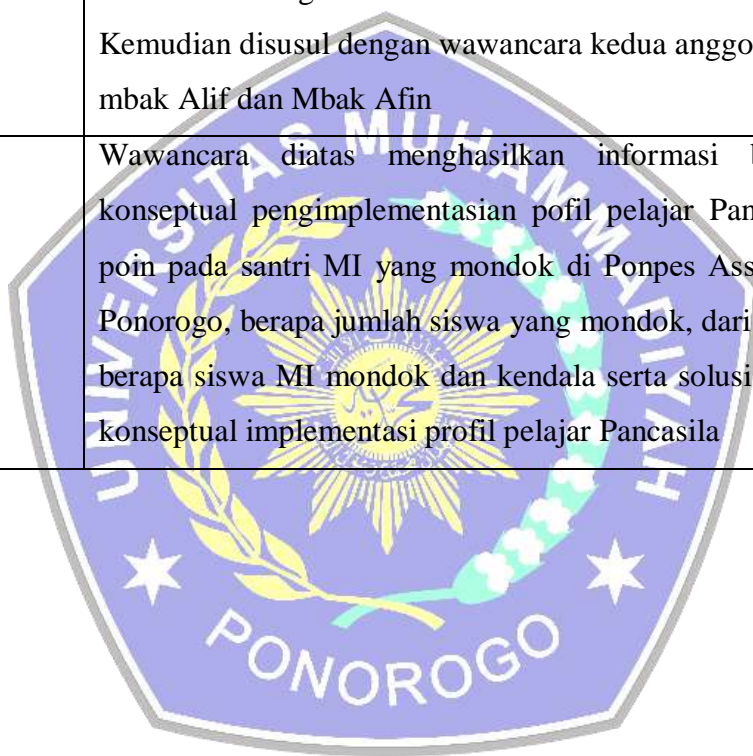 Kemudian disusul dengan wawancara kedua anggo
mbak Alif dan Mbak Afin
Wawancara diatas menghasilkan informasi
konseptual pengimplementasian pofil pelajar Pan
poin pada santri MI yang mondok di Ponpes Ass
Ponorogo, berapa jumlah siswa yang mondok, dari
berapa siswa MI mondok dan kendala serta solusi
konseptual implementasi profil pelajar Pancasila
UNIVERSITAS MUHAMMADIYAH
PONOROGO